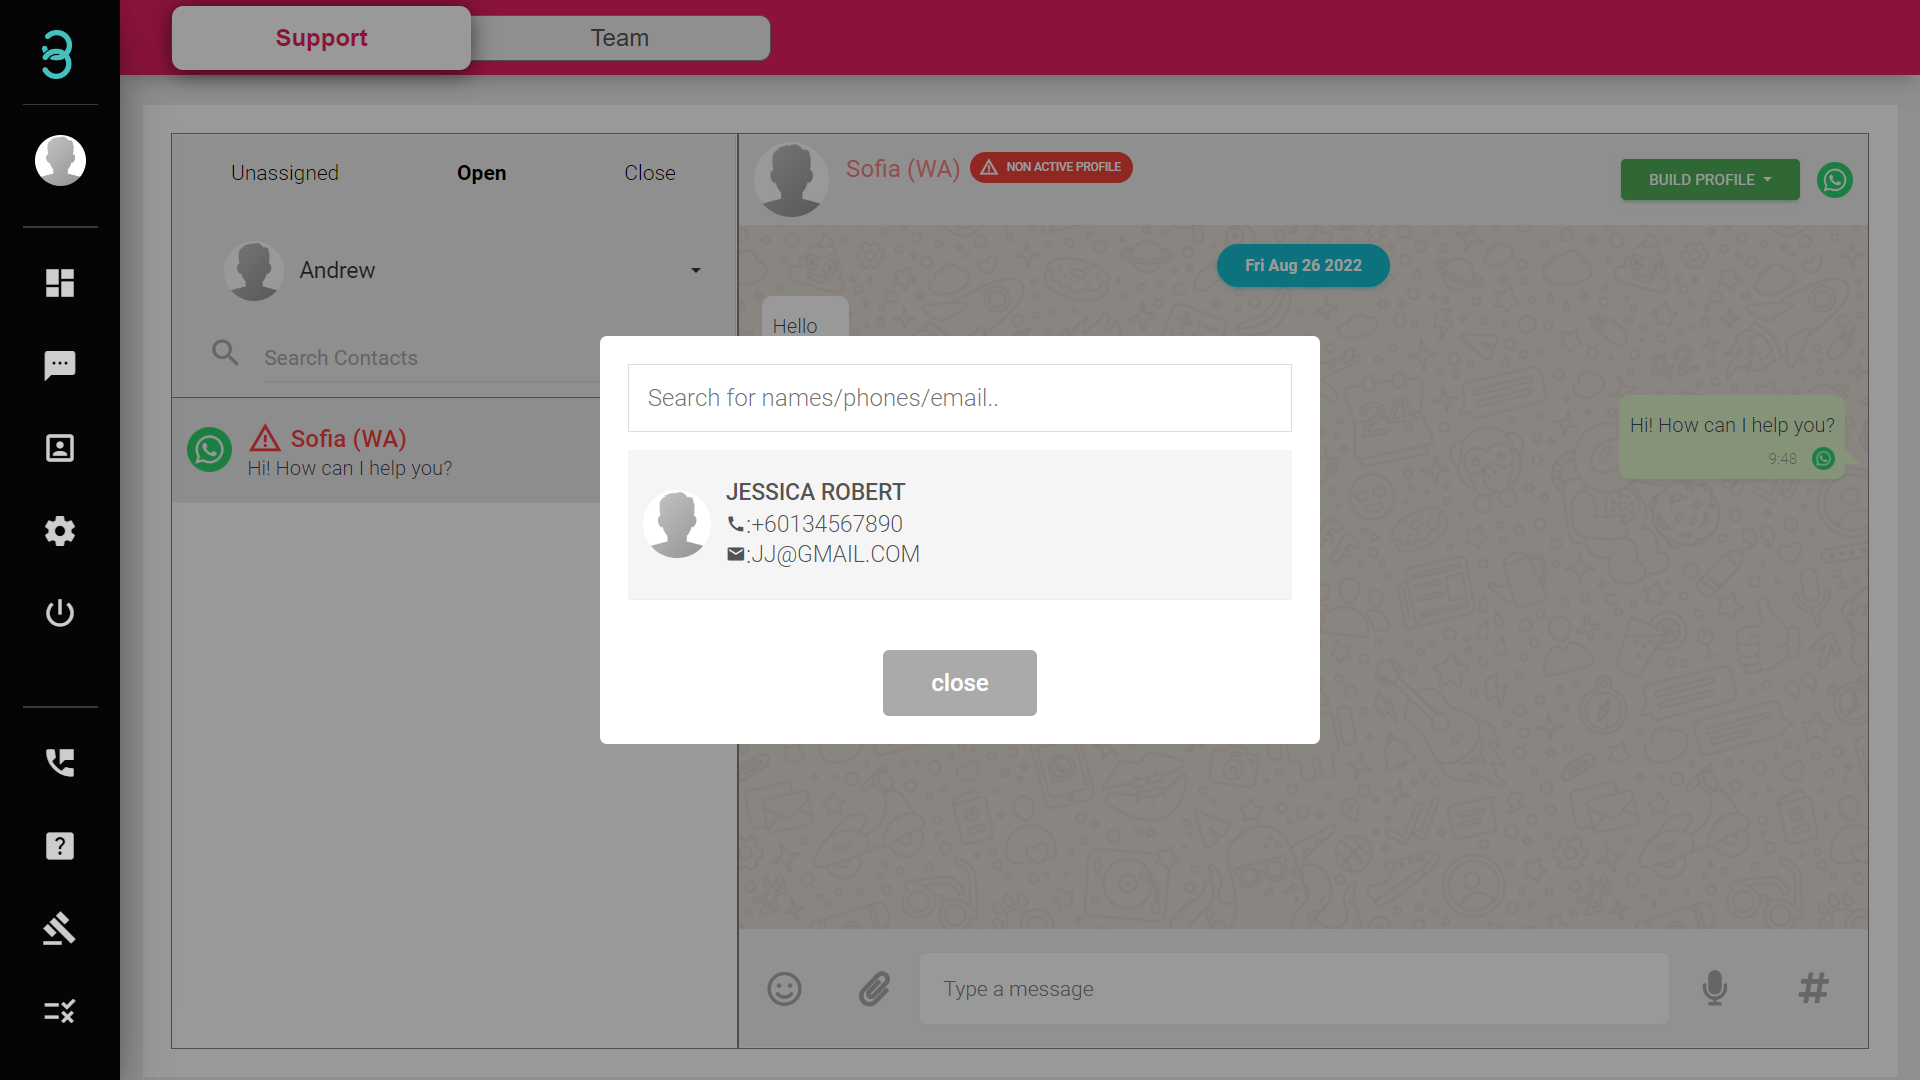 Support
Team
Unassigned
Open
Close
Andrew
Search Contacts
Sofia (WA)
Hi! How can I help you?
Sofia (WA)
NON ACTIVE PROFILE
BUILD PROFILE
Fri Aug 26 2022
Hello
Hi! How can I help you?
9:48
Search for names/phones/email..
JESSICA ROBERT
:+60134567890
:JJ@GMAIL.COM
close
Type a message